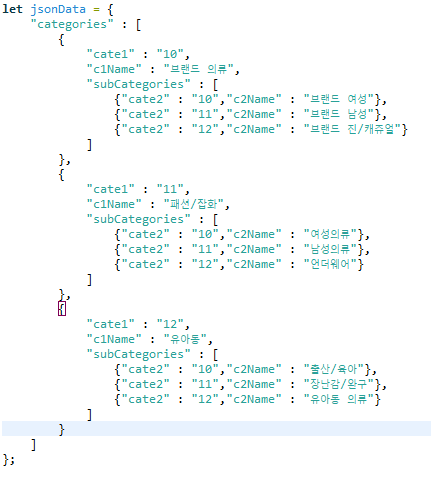 let jsonData = {
    "categories" : [
        {
            "cate1" : "10",
            "c1Name" : "브랜드 의류",
            "subCategories" : [
                {"cate2" : "10","c2Name" : "브랜드 여성"},
                {"cate2" : "11","c2Name" : "브랜드 남성"},
                {"cate2" : "12","c2Name" : "브랜드 진/캐쥬얼"}
            ]
        },
        {
            "cate1" : "11",
            "c1Name" : "패션/잡화",
            "subCategories" : [
                {"cate2" : "10","c2Name" : "여성의류"},
                {"cate2" : "11","c2Name" : "남성의류"},
                {"cate2" : "12","c2Name" : "언더웨어"}
            ]
        },
        {
            "cate1" : "12",
            "c1Name" : "유아동",
            "subCategories" : [
                {"cate2" : "10","c2Name" : "출산/육아"},
                {"cate2" : "11","c2Name" : "장난감/완구"},
                {"cate2" : "12","c2Name" : "유아동 의류"}
            ]
        }
    ]
};